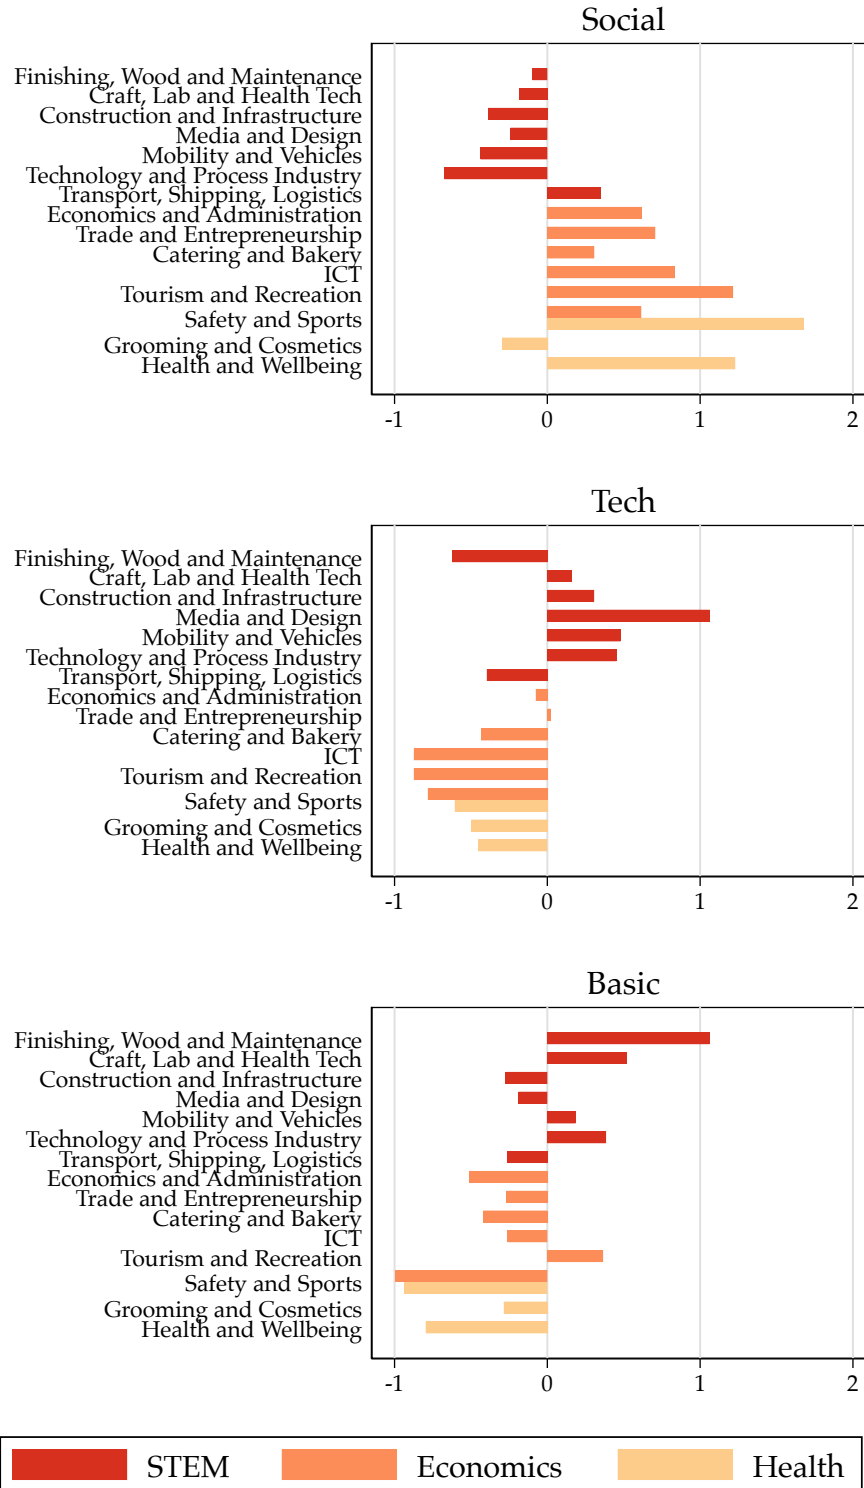 Social
Finishing, Wood and Maintenance
Craft, Lab and Health Tech
Construction and Infrastructure
Media and Design
Mobility and Vehicles
Technology and Process Industry
Transport, Shipping, Logistics
Economics and Administration
Trade and Entrepreneurship
Catering and Bakery
ICT
Tourism and Recreation
Safety and Sports
Grooming and Cosmetics
Health and Wellbeing
-1 0 1 2
Tech
Finishing, Wood and Maintenance
Craft, Lab and Health Tech
Construction and Infrastructure
Media and Design
Mobility and Vehicles
Technology and Process Industry
Transport, Shipping, Logistics
Economics and Administration
Trade and Entrepreneurship
Catering and Bakery
ICT
Tourism and Recreation
Safety and Sports
Grooming and Cosmetics
Health and Wellbeing
-1 0 1 2
Basic
Finishing, Wood and Maintenance
Craft, Lab and Health Tech
Construction and Infrastructure
Media and Design
Mobility and Vehicles
Technology and Process Industry
Transport, Shipping, Logistics
Economics and Administration
Trade and Entrepreneurship
Catering and Bakery
ICT
Tourism and Recreation
Safety and Sports
Grooming and Cosmetics
Health and Wellbeing
-1 0 1 2
STEM Economics Health